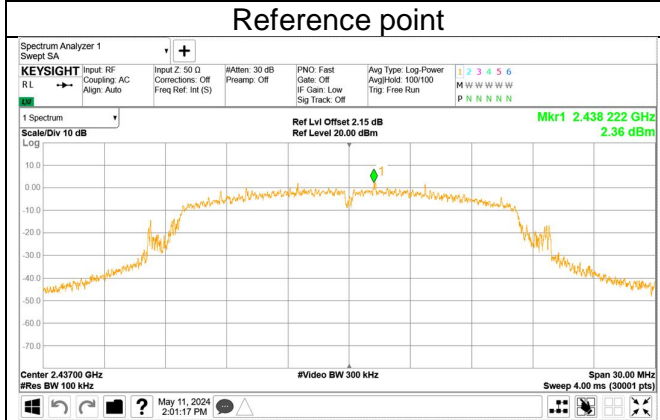 Reference point
Spectrum Analyzer 1
Swept SA
KEYSIGHT Input: RF Input Z: 50 Ω #Atten: 30 dB PNO: Fast Avg Type: Log-Power 1 2 3 4 5 6
RL Coupling: AC Corrections: Off Preamp: Off Gate: Off Avg|Hold: 100/100 M W W W W W
Align: Auto Freq Ref: Int (S) IF Gain: Low Trig: Free Run
Sig Track: Off P N N N N N
LXI
1 Spectrum Ref Lvl Offset 2.15 dB Mkr1 2.438 222 GHz
Scale/Div 10 dB Ref Level 20.00 dBm 2.36 dBm
Log
10.0
1
0.00
-10.0
-20.0
-30.0
-40.0
-50.0
-60.0
-70.0
Center 2.43700 GHz #Video BW 300 kHz Span 30.00 MHz
#Res BW 100 kHz Sweep 4.00 ms (30001 pts)
? May 11, 2024
2:01:17 PM